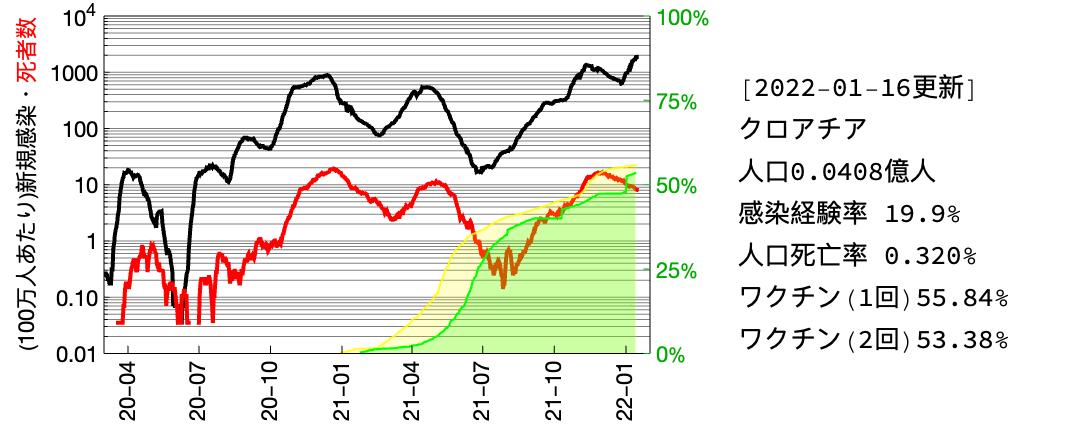 (100万人あたり)新規感染・死者数
10^4
1000
100
10
1
0.10
0.01
100%
75%
50%
25%
0%
20-04
20-07
20-10
21-01
21-04
21-07
21-10
22-01
[2022-01-16更新]
クロアチア
人口0.0408億人
感染経験率 19.9%
人口死亡率 0.320%
ワクチン(1回)55.84%
ワクチン(2回)53.38%